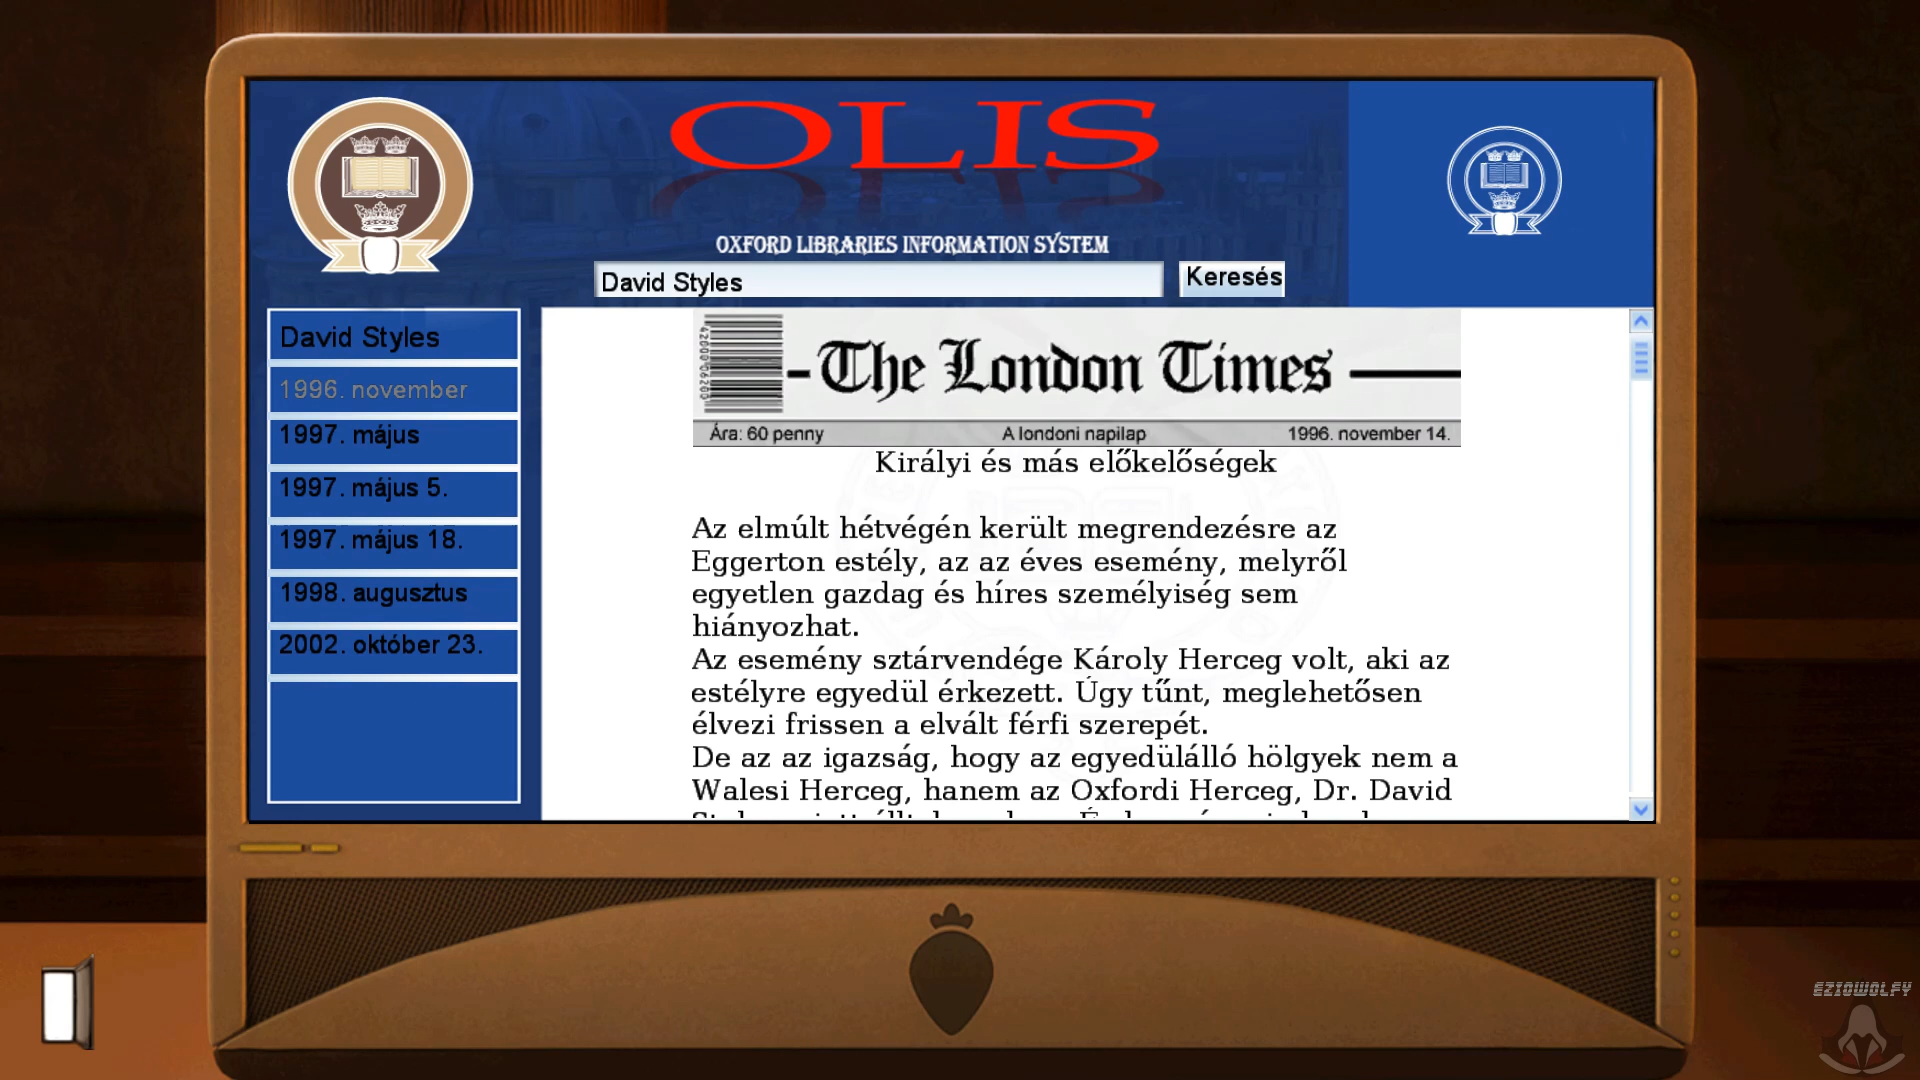 OLIS
OXFORD LIBRARIES INFORMATION SYSTEM
David Styles
Keresés
David Styles
1996. november
1997. május
1997. május 5.
1997. május 18.
1998. augusztus
2002. október 23.
The London Times
Ára: 60 penny A londoni napilap 1996. november 14.
Királyi és más előkelőségek
Az elmúlt hétvégén került megrendezésre az
Eggerton estély, az az éves esemény, melyről
egyetlen gazdag és híres személyiség sem
hiányozhat.
Az esemény sztárvendége Károly Herceg volt, aki az
estélyre egyedül érkezett. Úgy tűnt, meglehetősen
élvezi frissen a elvált férfi szerepét.
De az az igazság, hogy az egyedülálló hölgyek nem a
Walesi Herceg, hanem az Oxfordi Herceg, Dr. David
EZIOWOLFY